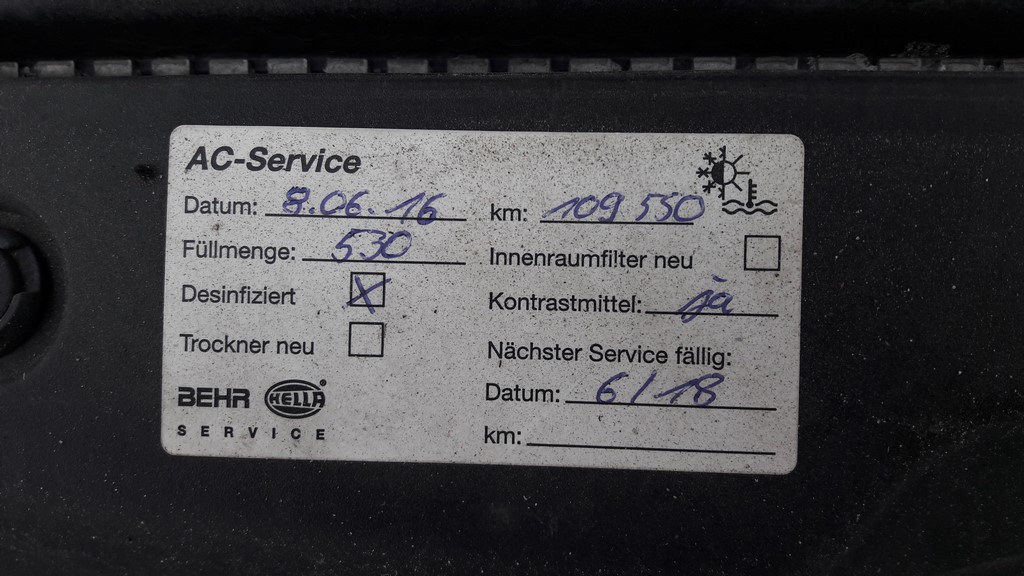 AC-Service
Datum: 8.06.16 km: 109 550
Füllmenge: 530 Innenraumfilter neu
Desinfiziert X Kontrastmittel: ja
Trockner neu
Nächster Service fällig:
BEHR HELLA Datum: 6/18
SERVICE km: